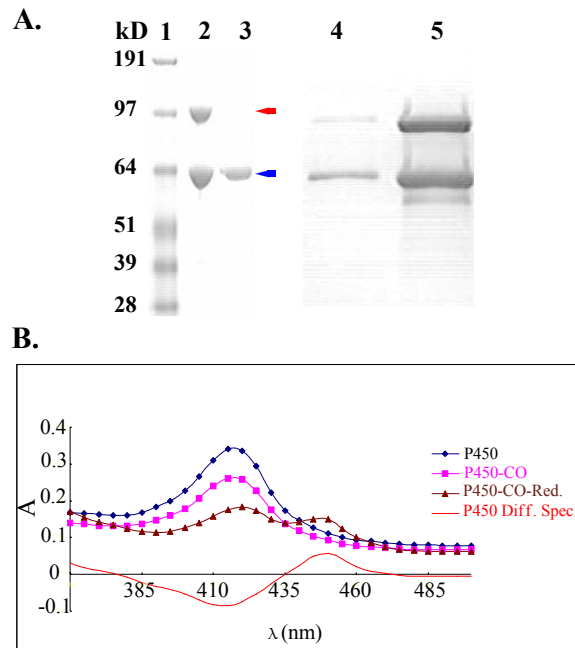 A.
kD 1 2 3 4 5
191
97
64
51
39
28
B.
0.4
0.3
0.2
0.1
0
-0.1
A
385 410 435 460 485
λ (nm)
P450
P450-CO
P450-CO-Red.
P450 Diff. Spec.